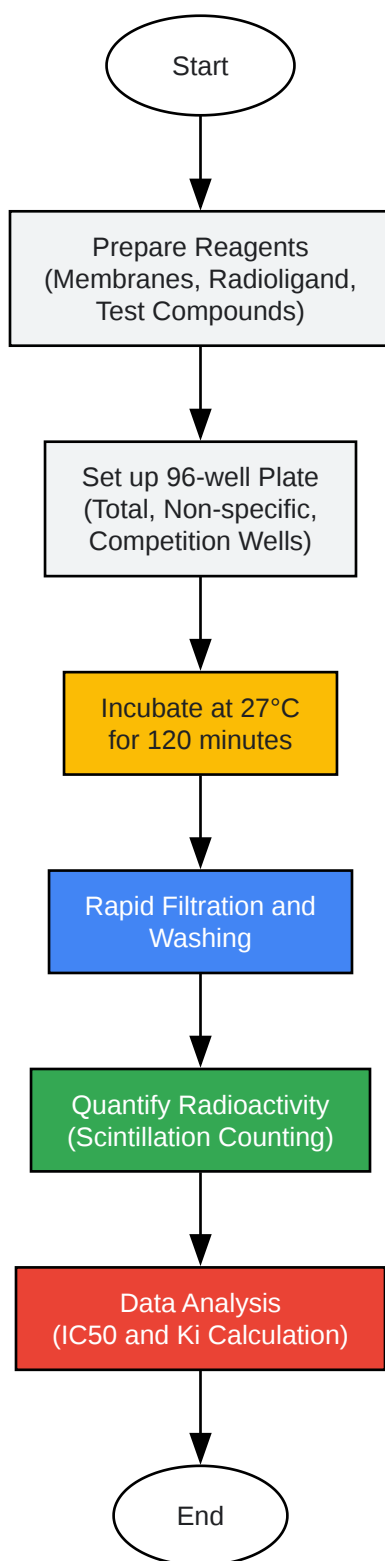 Start
Prepare Reagents
(Membranes, Radioligand,
Test Compounds)
Set up 96-well Plate
(Total, Non-specific,
Competition Wells)
Incubate at 27°C
for 120 minutes
Rapid Filtration and
Washing
Quantify Radioactivity
(Scintillation Counting)
Data Analysis
(IC50 and Ki Calculation)
End